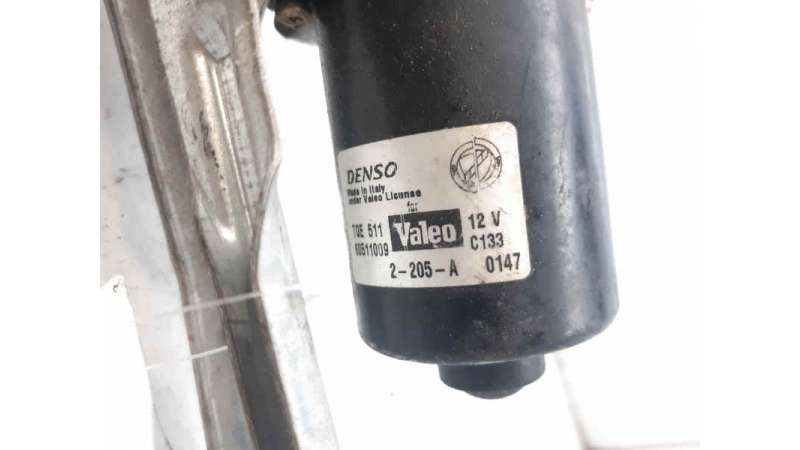 DENSO
Made in Italy
under Valeo License
for
TGE 511 Valeo 12 V
60511009 C133
2-205-A 0147